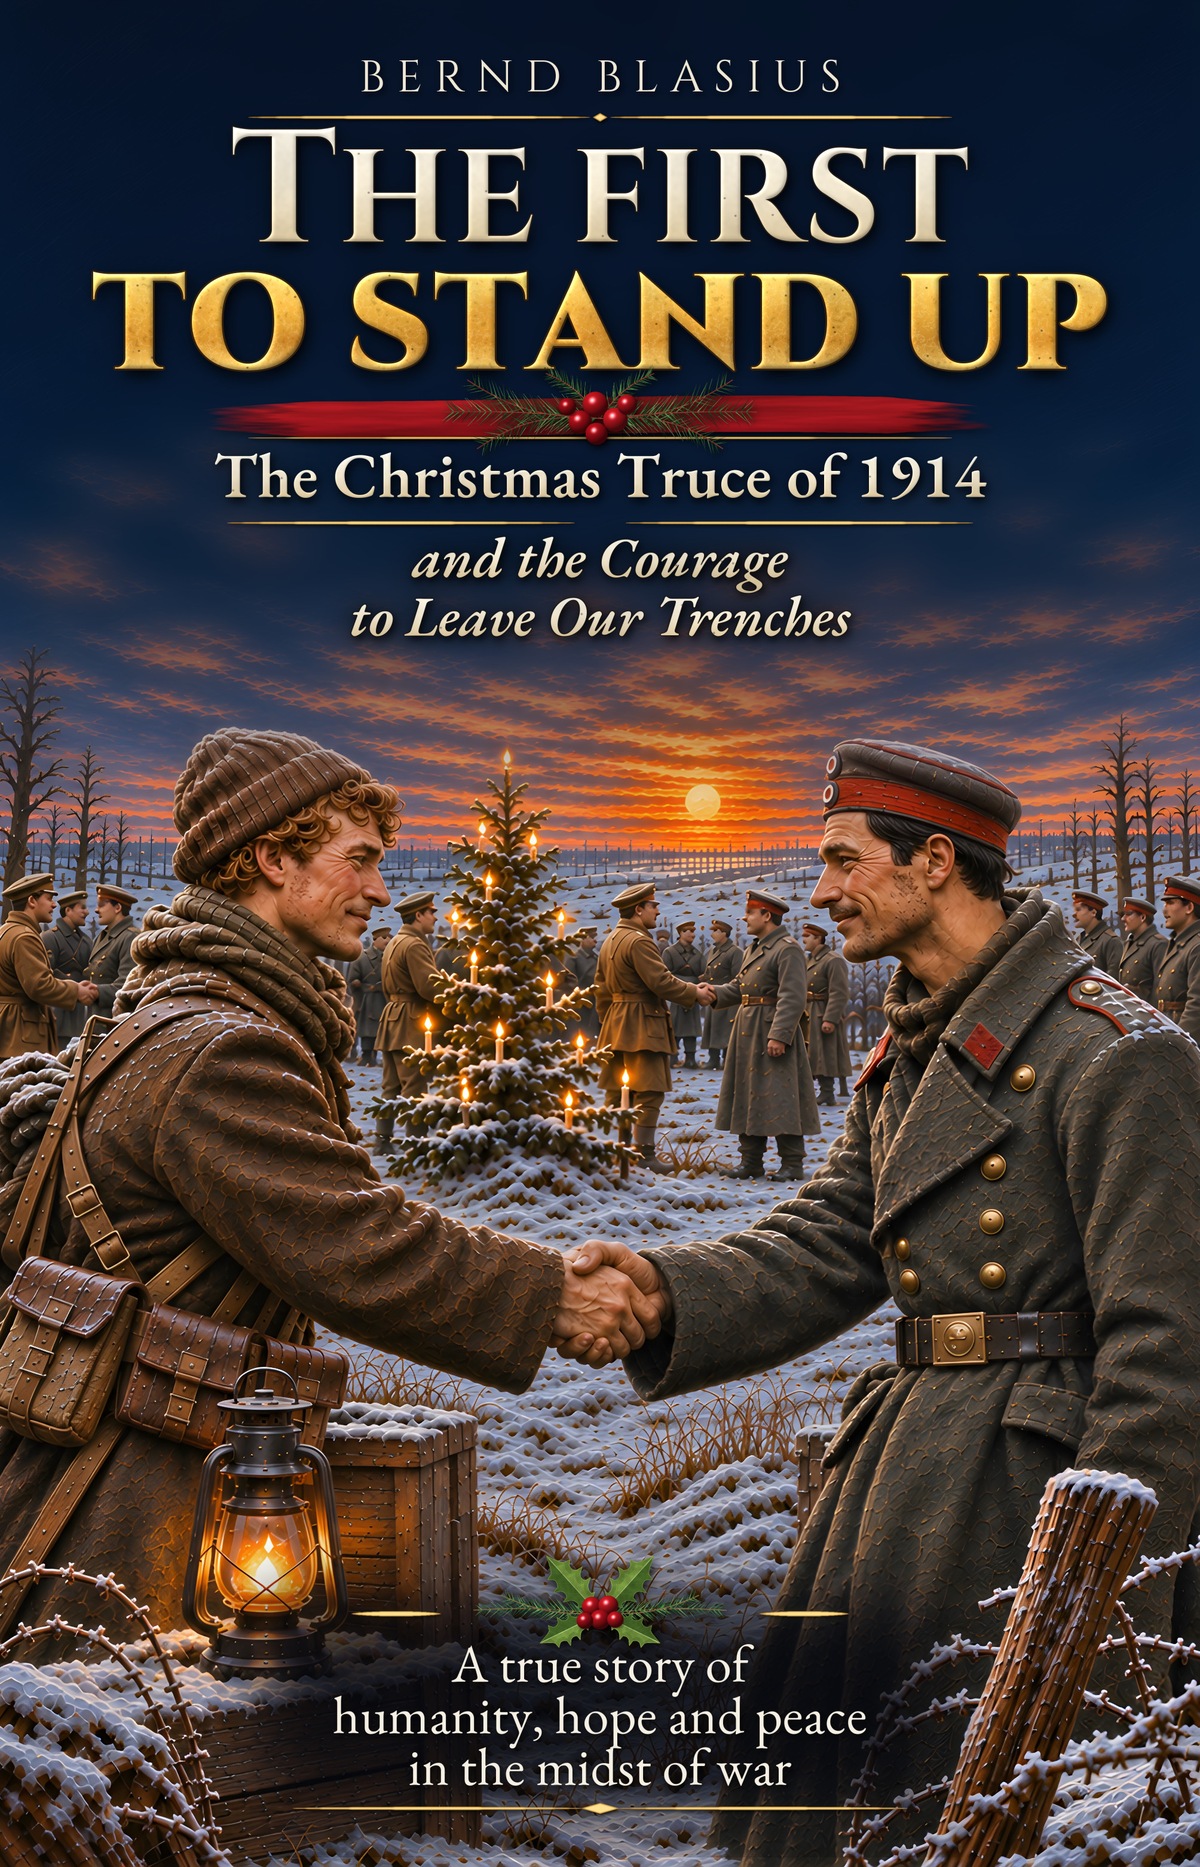 BERND BLASIUS
THE FIRST
TO STAND UP
The Christmas Truce of 1914
and the Courage
to Leave Our Trenches
A true story of
humanity, hope and peace
in the midst of war